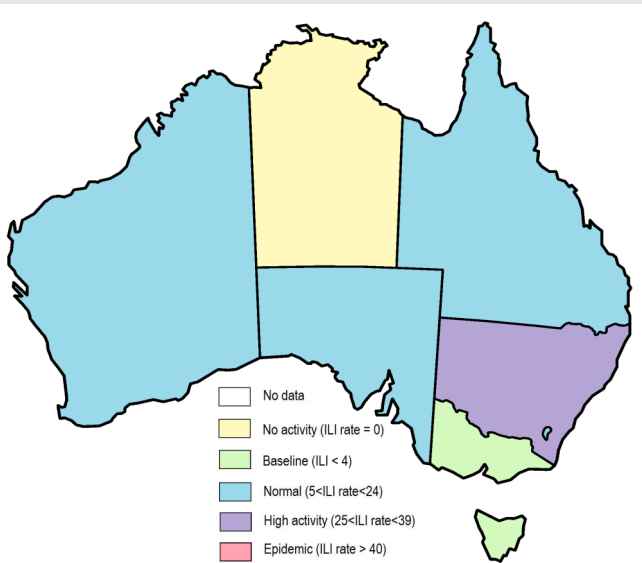 No data
No activity (ILI rate = 0)
Baseline (ILI < 4)
Normal (5<ILI rate<24)
High activity (25<ILI rate<39)
Epidemic (ILI rate > 40)